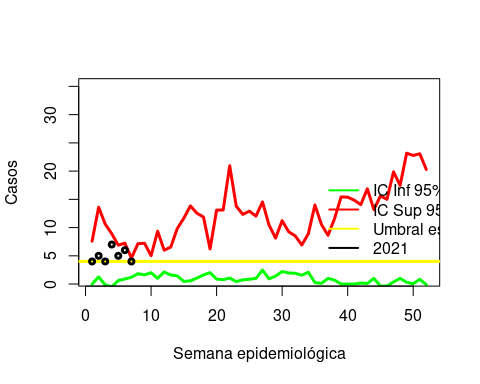 Casos
30
20
10
5
0
IC Inf 95%
IC Sup 95
Umbral es
2021
0 10 20 30 40 50
Semana epidemiológica